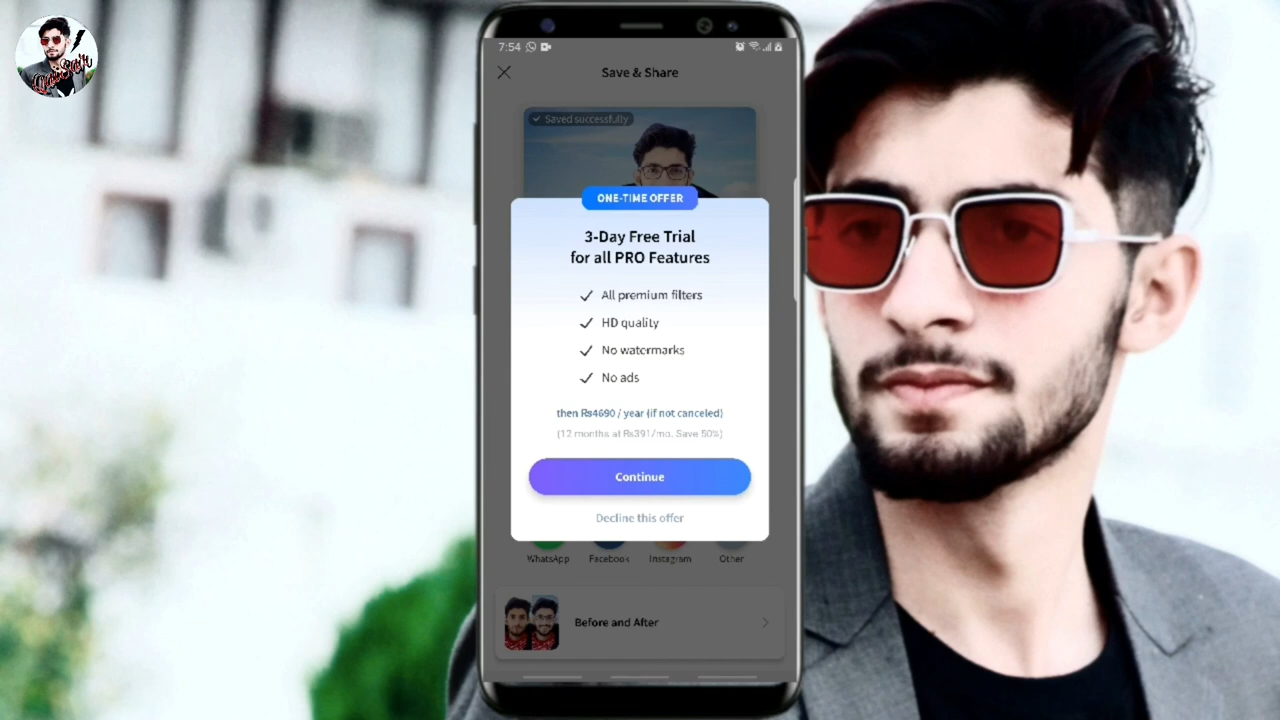 7:54
Save & Share
Saved successfully
ONE-TIME OFFER
3-Day Free Trial
for all PRO Features
All premium filters
HD quality
No watermarks
No ads
then Rs4690 / year (if not canceled)
(12 months at Rs391/mo. Save 50%)
Continue
Decline this offer
WhatsApp Facebook Instagram Other
Before and After